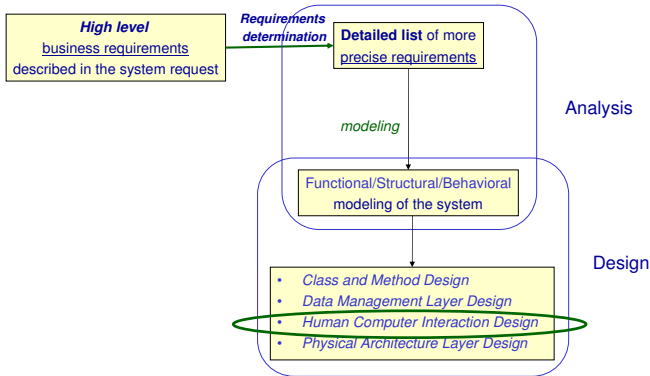 High level
business requirements
described in the system request
Requirements
determination
Detailed list of more
precise requirements
Analysis
modeling
Functional/Structural/Behavioral
modeling of the system
Design
• Class and Method Design
• Data Management Layer Design
• Human Computer Interaction Design
• Physical Architecture Layer Design